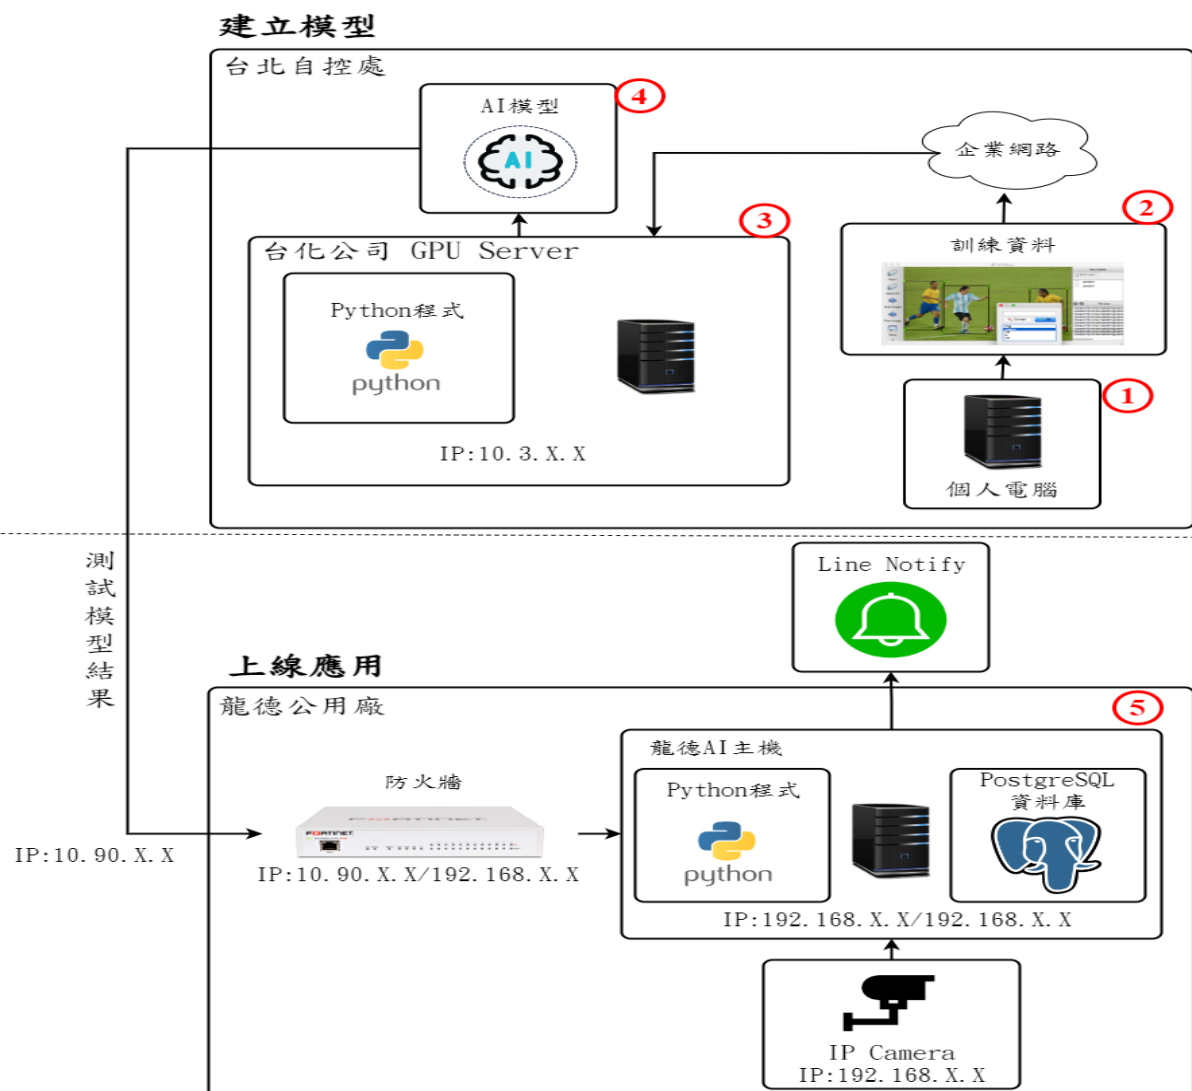 建立模型
台北自控處
AI模型
4
AI
企業網路
2
訓練資料
3
台化公司 GPU Server
Python程式
python
IP:10.3.X.X
1
個人電腦
測試模型結果
Line Notify
上線應用
龍德公用廠
5
龍德AI主機
防火牆
FORTINET
FORTINET
IP:10.90.X.X
IP:10.90.X.X/192.168.X.X
Python程式
python
PostgreSQL
資料庫
IP:192.168.X.X/192.168.X.X
IP Camera
IP:192.168.X.X